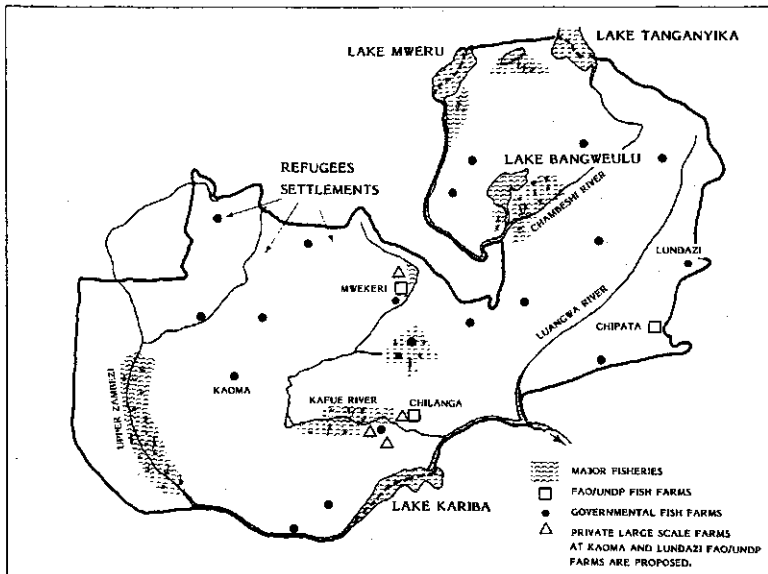 LAKE TANGANYIKA
LAKE MWERU
REFUGEES
SETTLEMENTS
LAKE BANGWEULU
CHAMBESHI RIVER
LUNDAZI
MWEKERI
LUANGWA RIVER
CHIPATA
KAOMA
KAFUE RIVER
CHILANGA
UPPER ZAMBEZI
LAKE KARIBA
MAJOR FISHERIES
FAO/UNDP FISH FARMS
GOVERNMENTAL FISH FARMS
PRIVATE LARGE SCALE FARMS
AT KAOMA AND LUNDAZI FAO/UNDP
FARMS ARE PROPOSED.